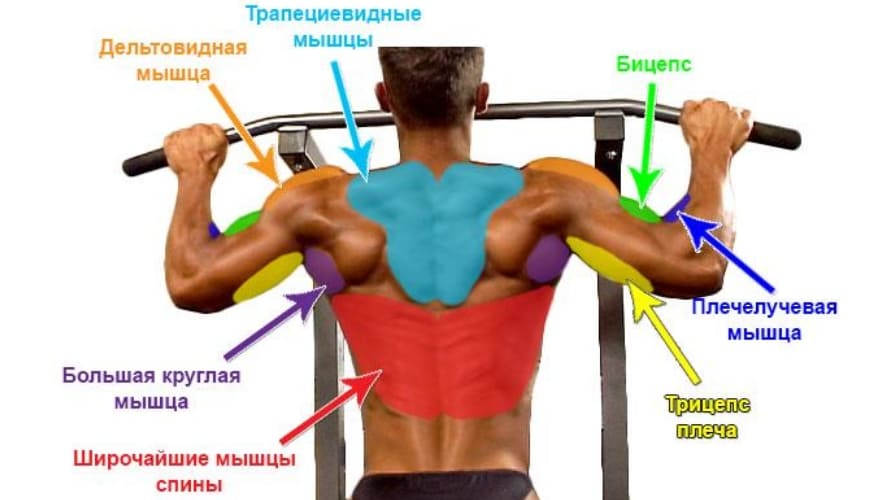 Трапециевидные
мышцы
Дельтовидная
мышца
Бицепс
Плечелучевая
мышца
Большая круглая
мышца
Трицепс
плеча
Широчайшие мышцы
спины